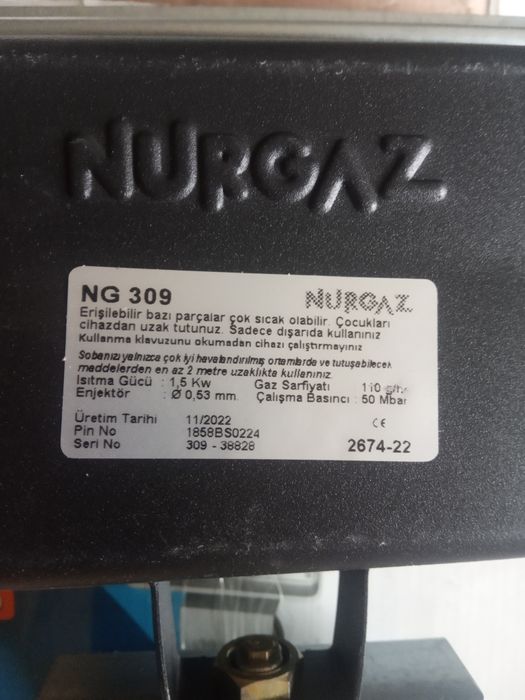 NURGAZ
NG 309
NURGAZ
Erişilebilir bazı parçalar çok sıcak olabilir. Çocukları
cihazdan uzak tutunuz. Sadece dışarıda kullanınız
Kullanma klavuzunu okumadan cihazı çalıştırmayınız
Sobanızı yalnızca çok iyi havalandırılmış ortamlarda ve tutuşabilecek
maddelerden en az 2 metre uzaklıkta kullanınız.
Isıtma Gücü : 1,5 Kw Gaz Sarfiyatı
Enjektör : Ø 0,53 mm. Çalışma Basıncı : 50 Mbar
Üretim Tarihi 11/2022 CE
Pin No 1858BS0224
Seri No 309 - 38828 2674-22